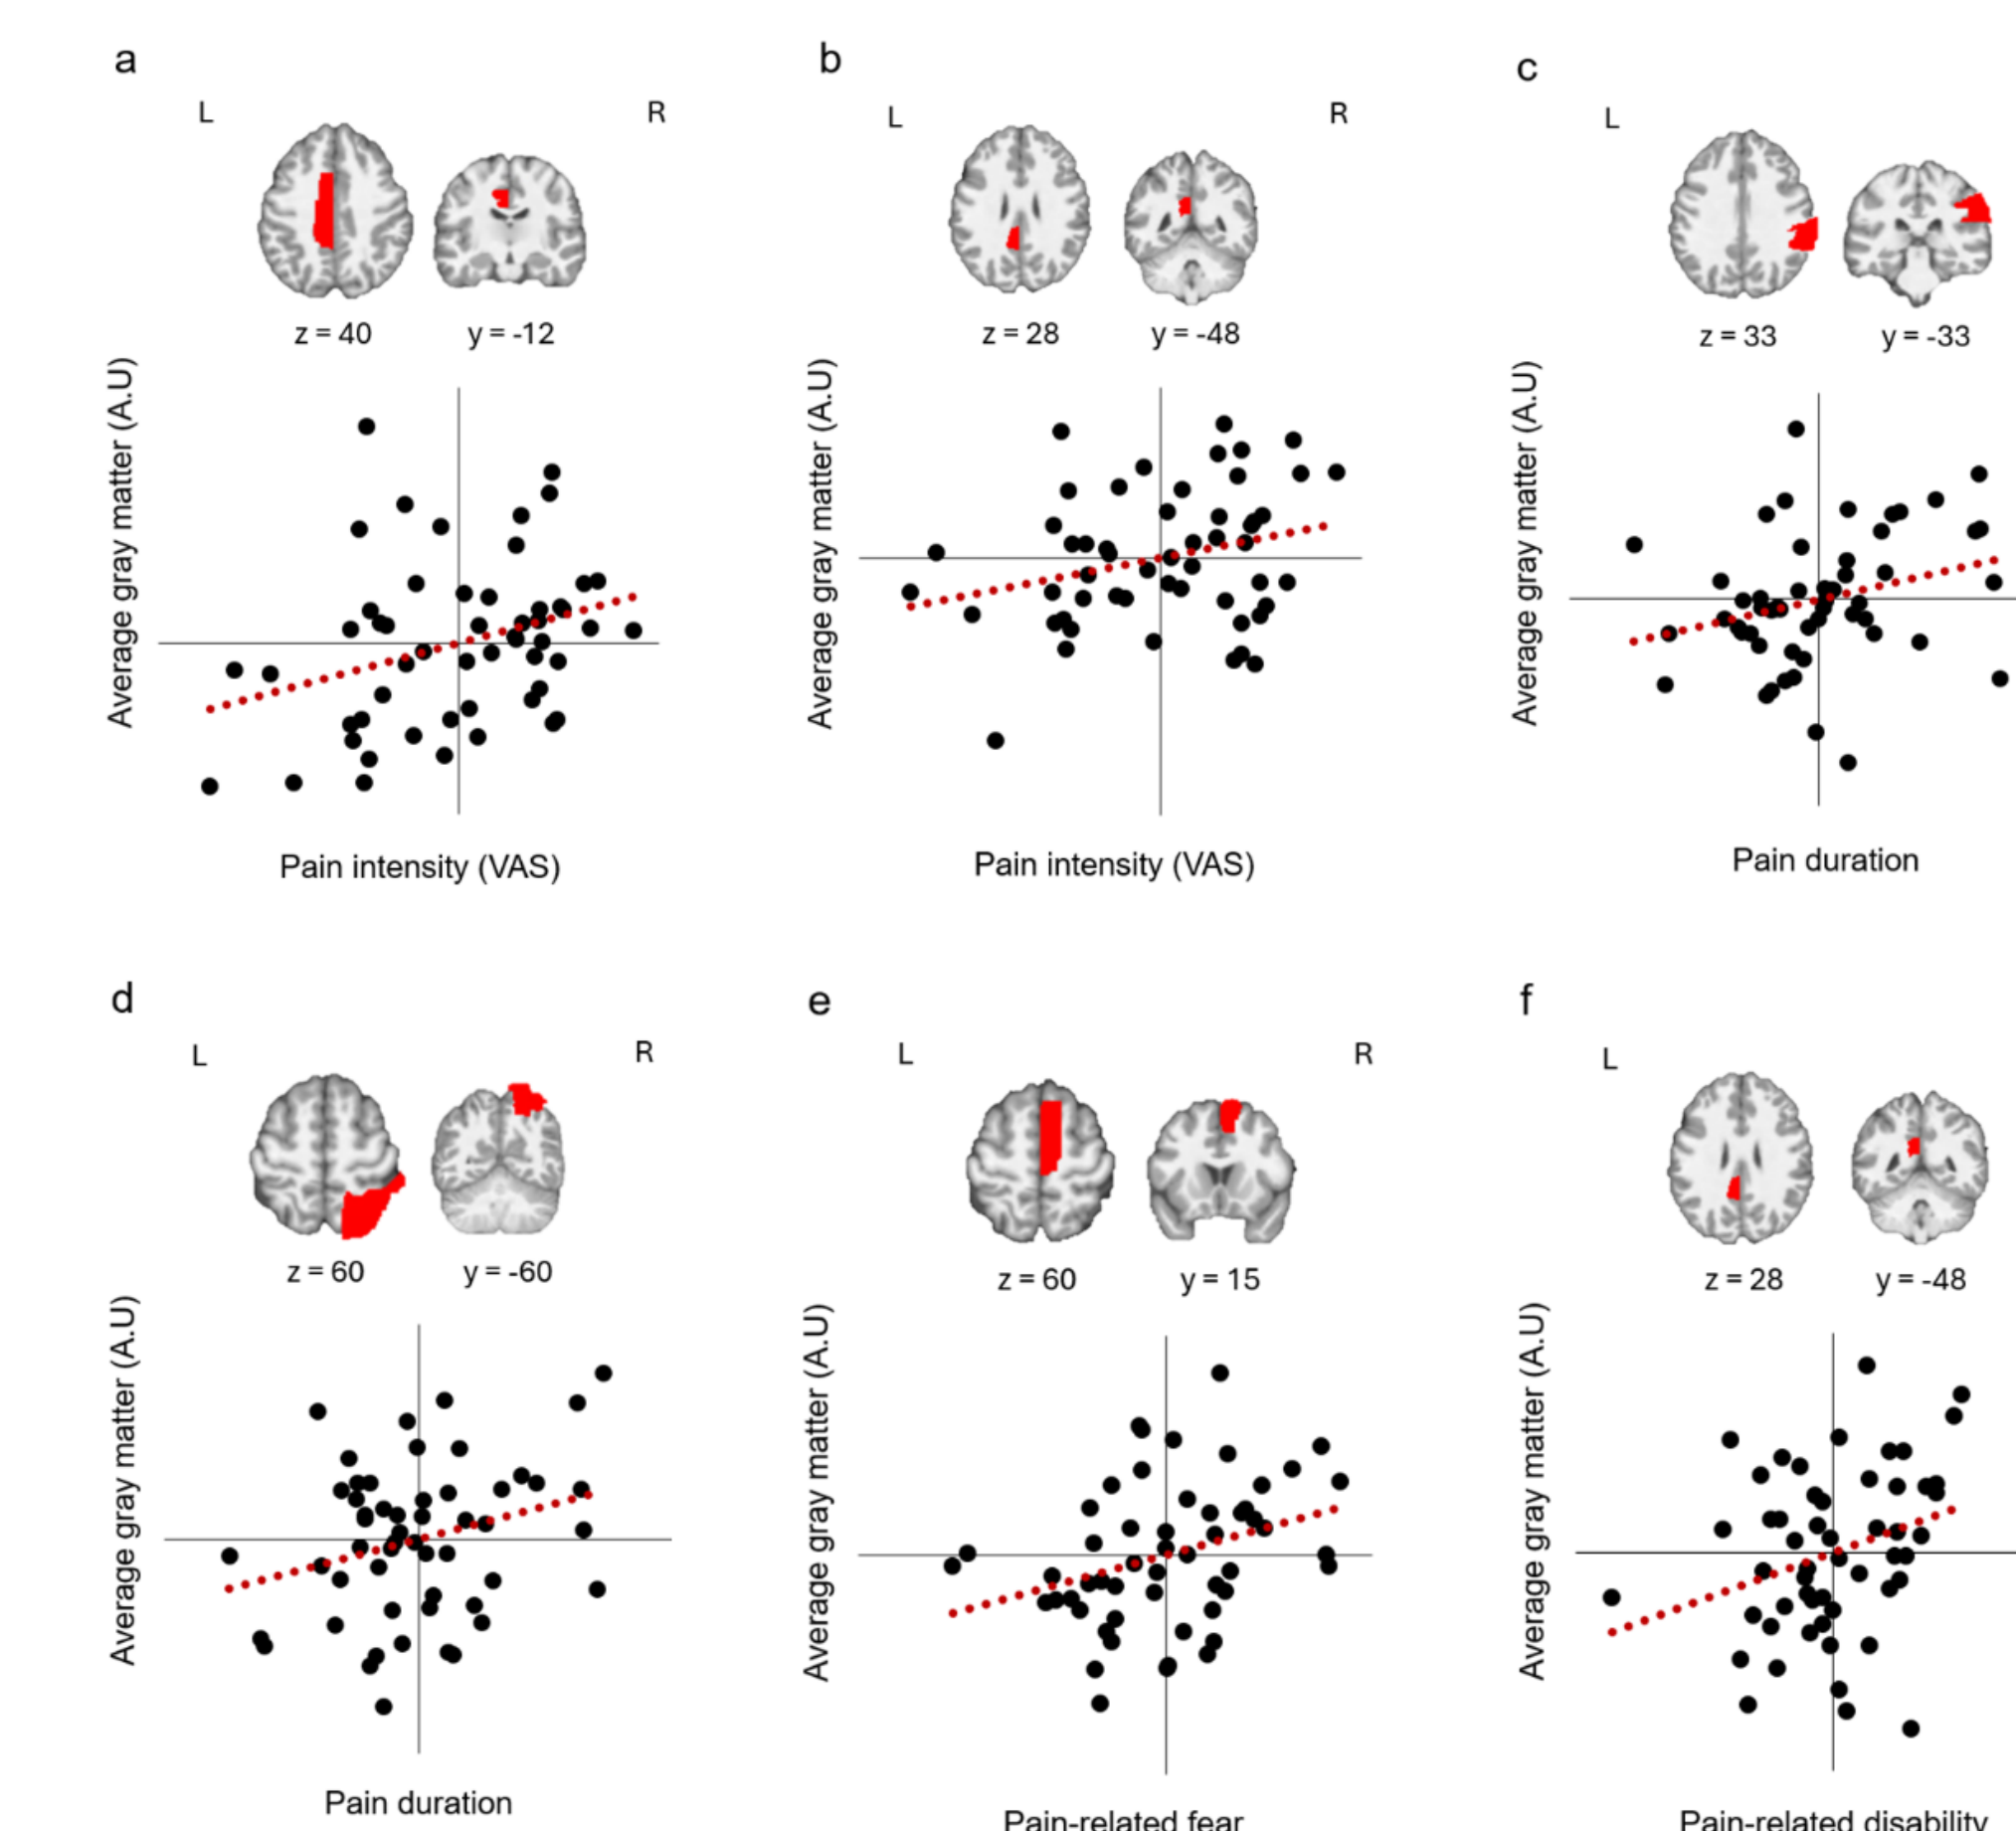 a
b
c
L
R
L
R
L
z = 40
y = -12
z = 28
y = -48
z = 33
y = -33
Average gray matter (A.U)
Average gray matter (A.U)
Average gray matter (A.U)
Pain intensity (VAS)
Pain intensity (VAS)
Pain duration
d
e
f
L
R
L
R
L
z = 60
y = -60
z = 60
y = 15
z = 28
y = -48
Average gray matter (A.U)
Average gray matter (A.U)
Average gray matter (A.U)
Pain duration
Pain-related fear
Pain-related disability